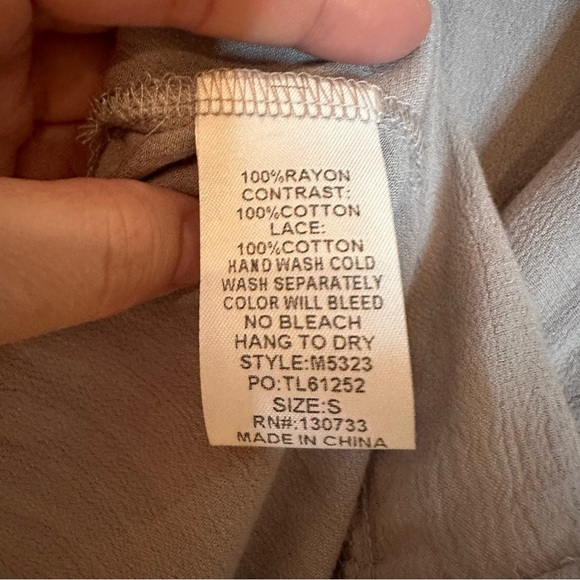 100%RAYON
CONTRAST:
100%COTTON
LACE:
100%COTTON
HAND WASH COLD
WASH SEPARATELY
COLOR WILL BLEED
NO BLEACH
HANG TO DRY
STYLE:M5323
PO:TL61252
SIZE:S
RN#:130733
MADE IN CHINA